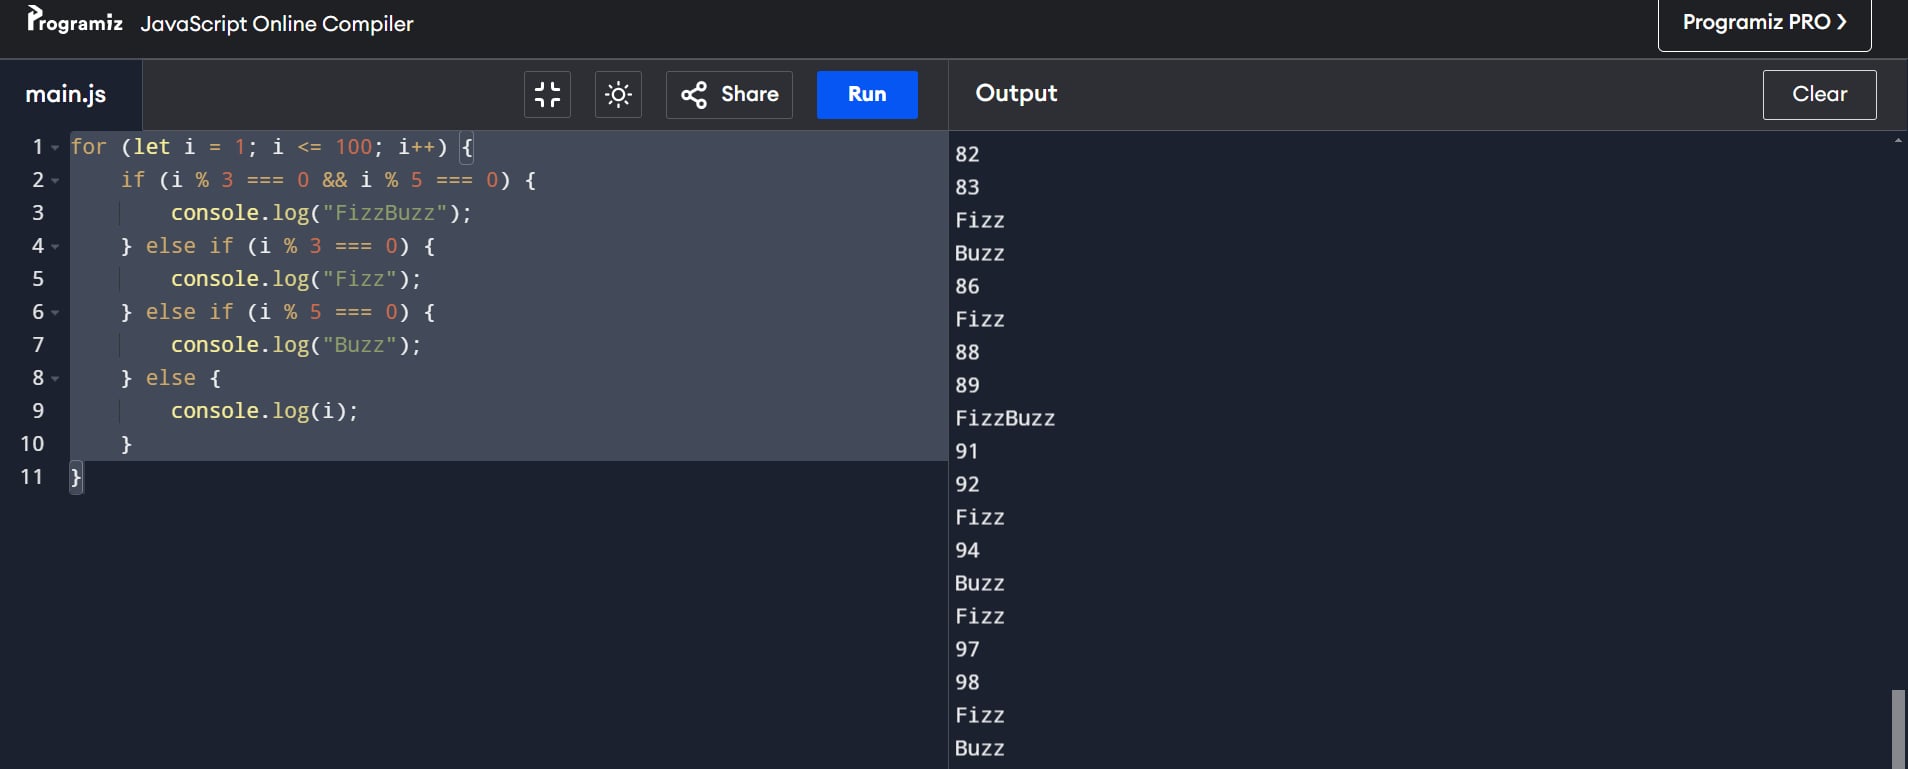 Programiz JavaScript Online Compiler
Programiz PRO ❯
main.js
Share
Run
Output
Clear
1 for (let i = 1; i <= 100; i++) {
2     if (i % 3 === 0 && i % 5 === 0) {
3         console.log("FizzBuzz");
4     } else if (i % 3 === 0) {
5         console.log("Fizz");
6     } else if (i % 5 === 0) {
7         console.log("Buzz");
8     } else {
9         console.log(i);
10     }
11 }
82
83
Fizz
Buzz
86
Fizz
88
89
FizzBuzz
91
92
Fizz
94
Buzz
Fizz
97
98
Fizz
Buzz